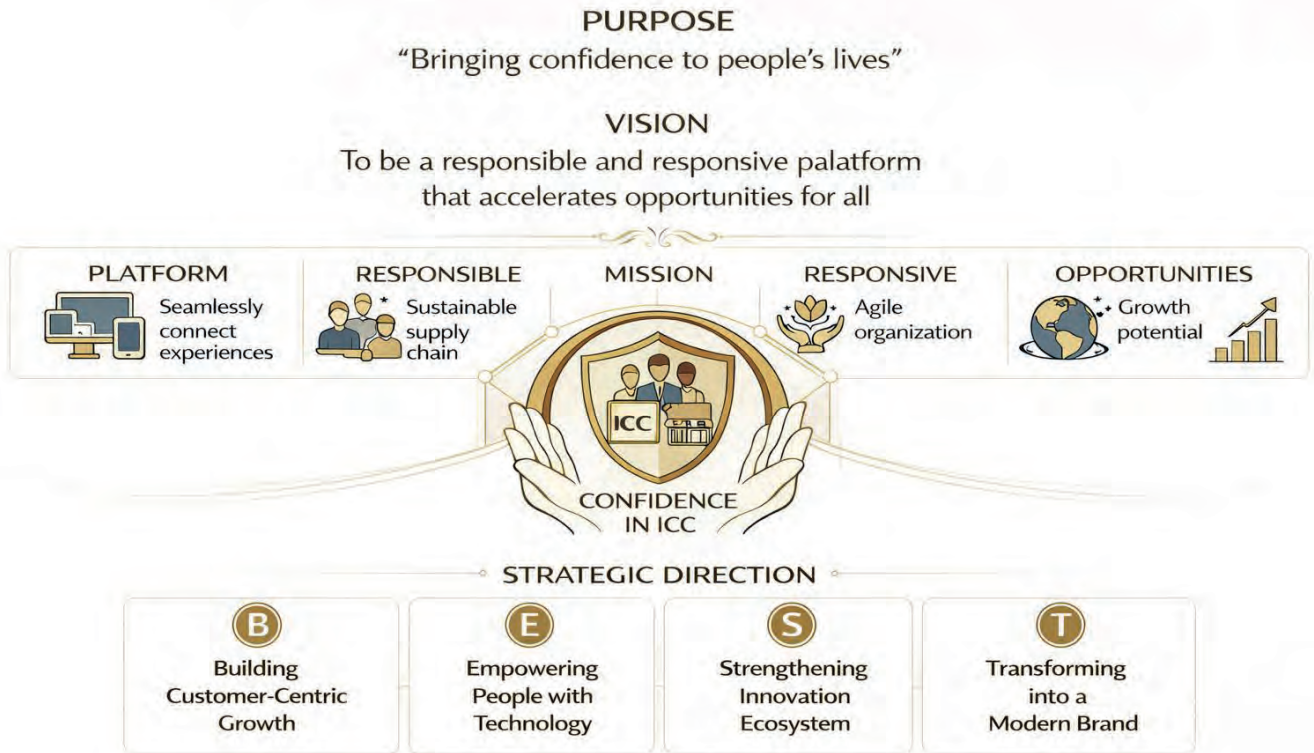 PURPOSE
“Bringing confidence to people’s lives”
VISION
To be a responsible and responsive palatform
that accelerates opportunities for all
PLATFORM
Seamlessly
connect
experiences
RESPONSIBLE
Sustainable
supply
chain
MISSION
RESPONSIVE
Agile
organization
OPPORTUNITIES
Growth
potential
ICC
CONFIDENCE
IN ICC
STRATEGIC DIRECTION
B
Building
Customer-Centric
Growth
E
Empowering
People with
Technology
S
Strengthening
Innovation
Ecosystem
T
Transforming
into a
Modern Brand